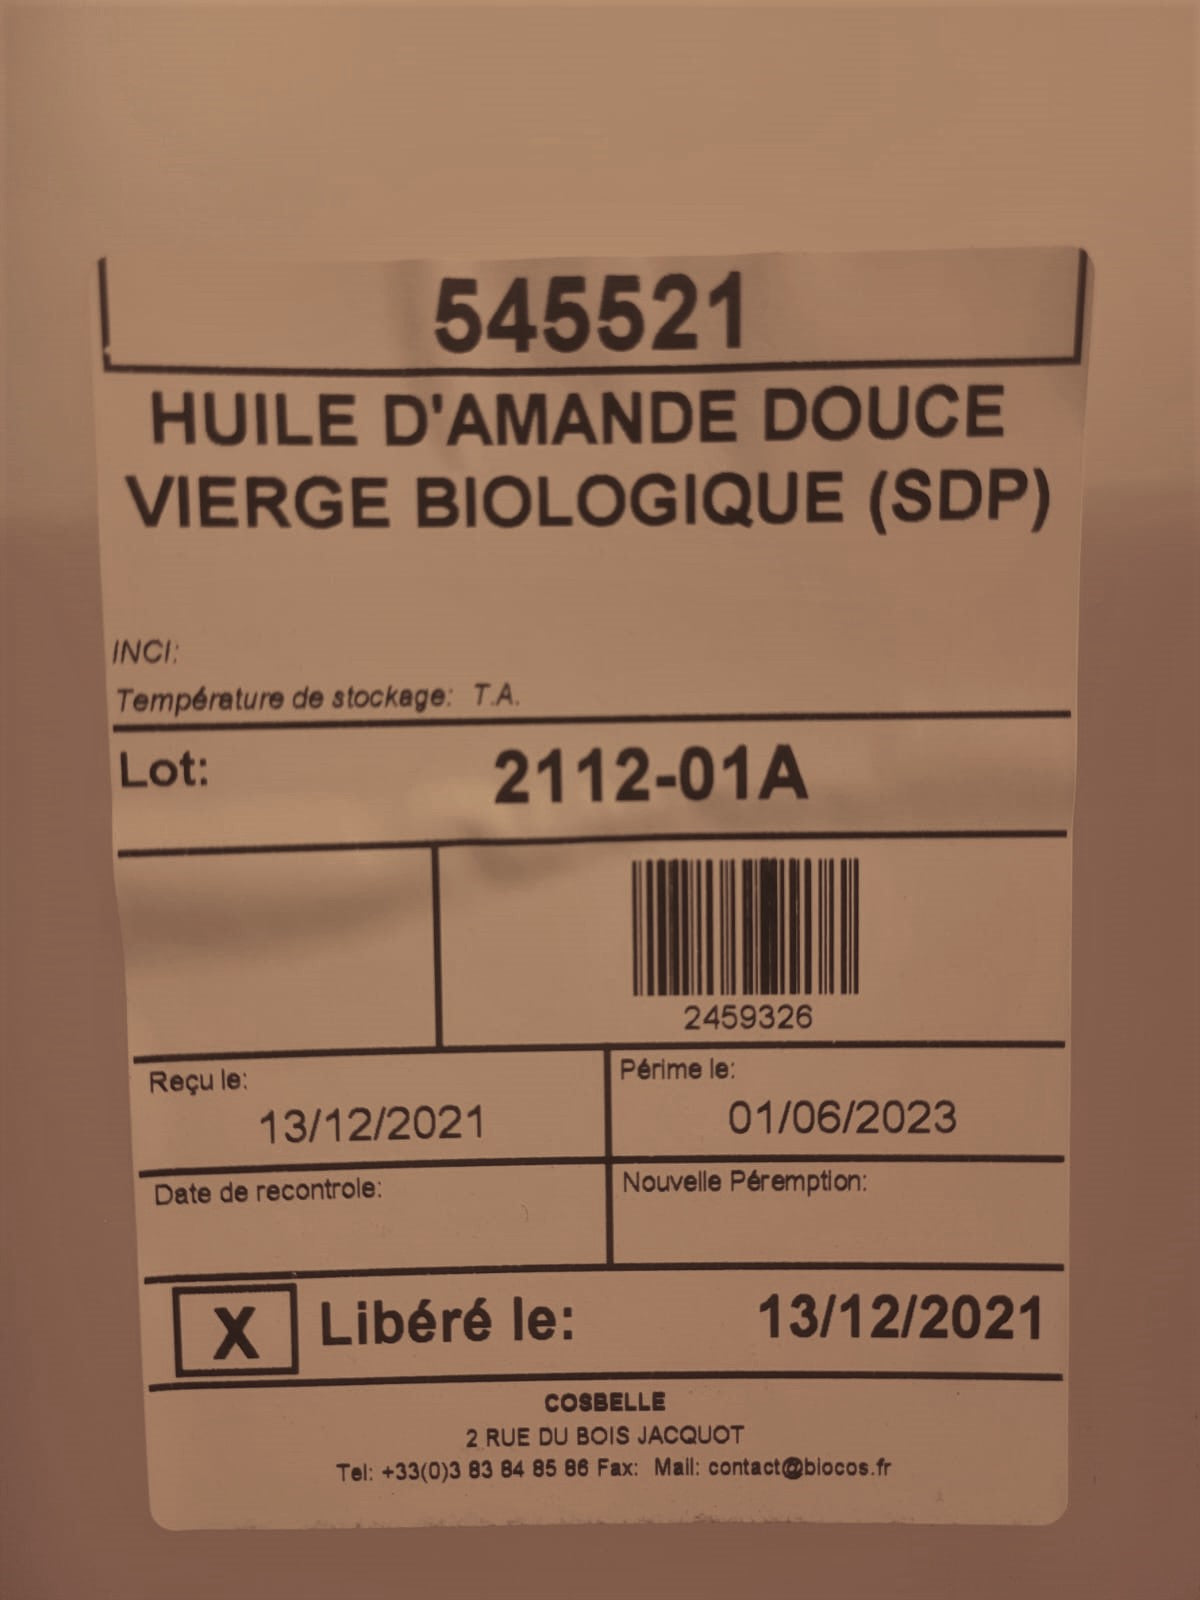 545521
HUILE D'AMANDE DOUCE
VIERGE BIOLOGIQUE (SDP)
INCI:
Température de stockage: T.A.
Lot: 2112-01A
2459326
Reçu le: Périme le:
13/12/2021 01/06/2023
Date de recontrole: Nouvelle Péremption:
X Libéré le: 13/12/2021
COSBELLE
2 RUE DU BOIS JACQUOT
Tel: +33(0)3 83 84 85 86 Fax: Mail: contact@biocos.fr